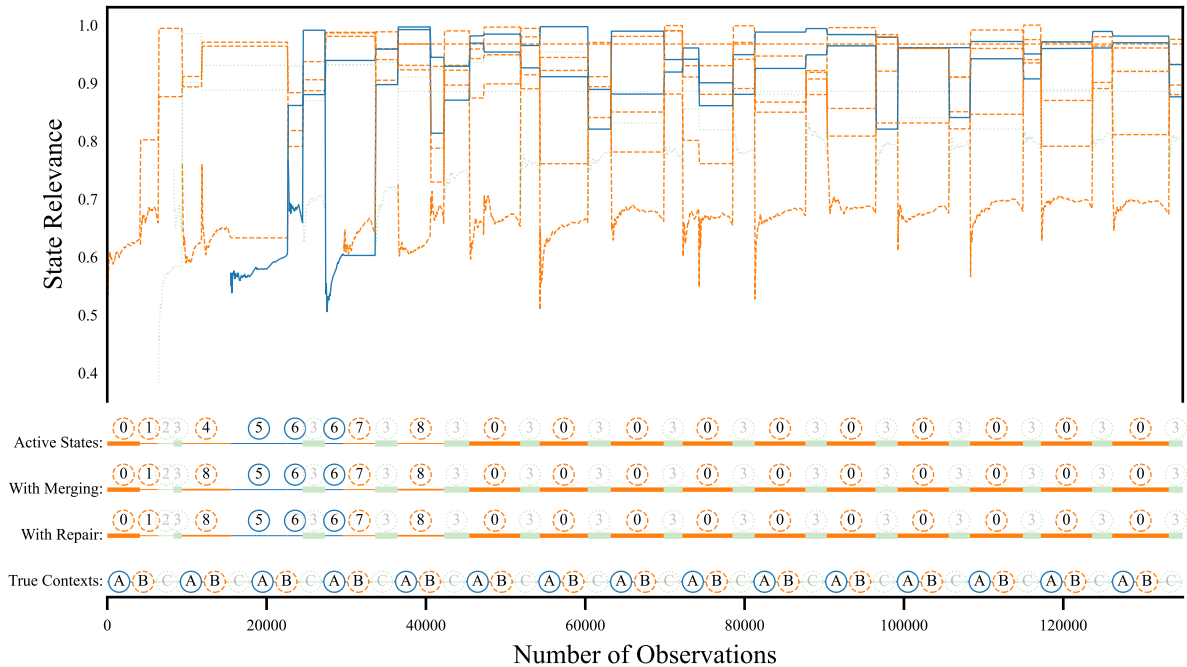 State Relevance
1.0
0.9
0.8
0.7
0.6
0.5
0.4
Active States: 0 1 2 3 4 5 6 3 6 7 3 8 3 0 3 0 3 0 3 0 3 0 3 0 3 0 3 0 3 0 3 0 3
With Merging: 0 1 2 3 8 5 6 3 6 7 3 8 3 0 3 0 3 0 3 0 3 0 3 0 3 0 3 0 3 0 3 0 3
With Repair: 0 1 2 3 8 5 6 3 6 7 3 8 3 0 3 0 3 0 3 0 3 0 3 0 3 0 3 0 3 0 3 0 3
True Contexts: A B C A B C A B C A B C A B C A B C A B C A B C A B C A B C A B C A B C A B C A B C A B C
0 20000 40000 60000 80000 100000 120000
Number of Observations